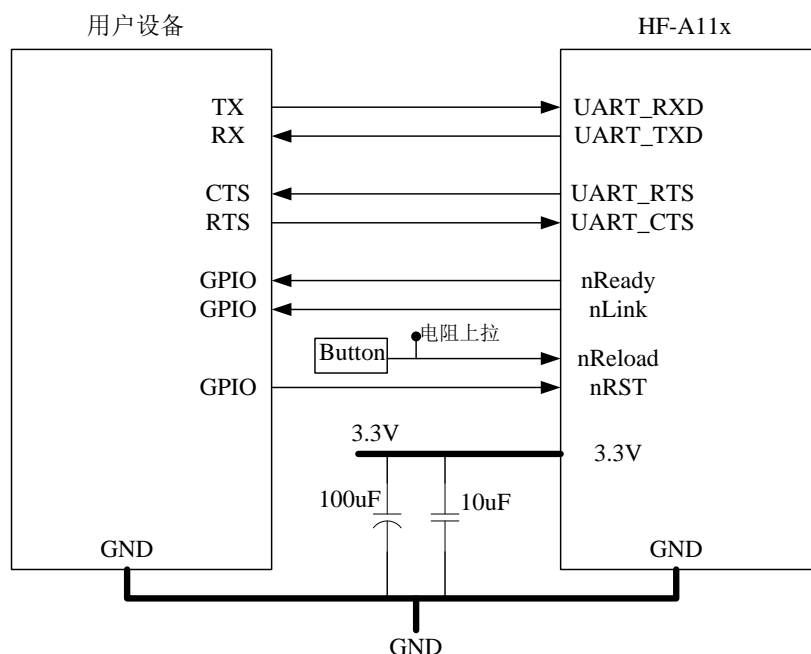 用户设备
HF-A11x
TX
UART_RXD
RX
UART_TXD
CTS
UART_RTS
RTS
UART_CTS
GPIO
nReady
GPIO
nLink
电阻上拉
Button
nReload
GPIO
nRST
3.3V
3.3V
100uF
10uF
GND
GND
GND